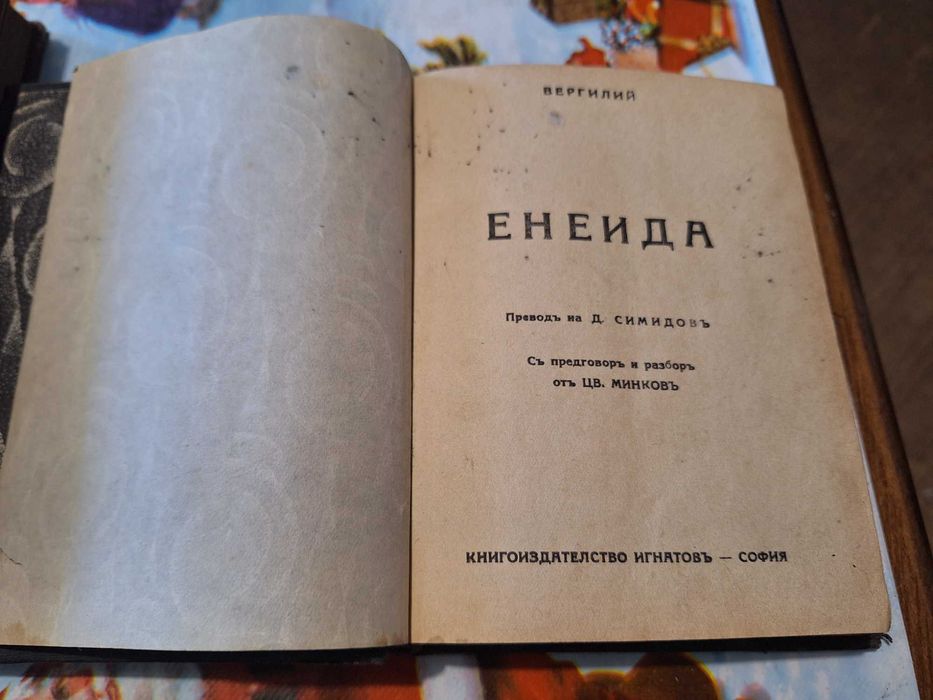 ВЕРГИЛИЙ
ЕНЕИДА
Преводъ на Д. СИМИДОВЪ
Съ предговоръ и разборъ
отъ ЦВ. МИНКОВЪ
КНИГОИЗДАТЕЛСТВО ИГНАТОВЪ — СОФИЯ